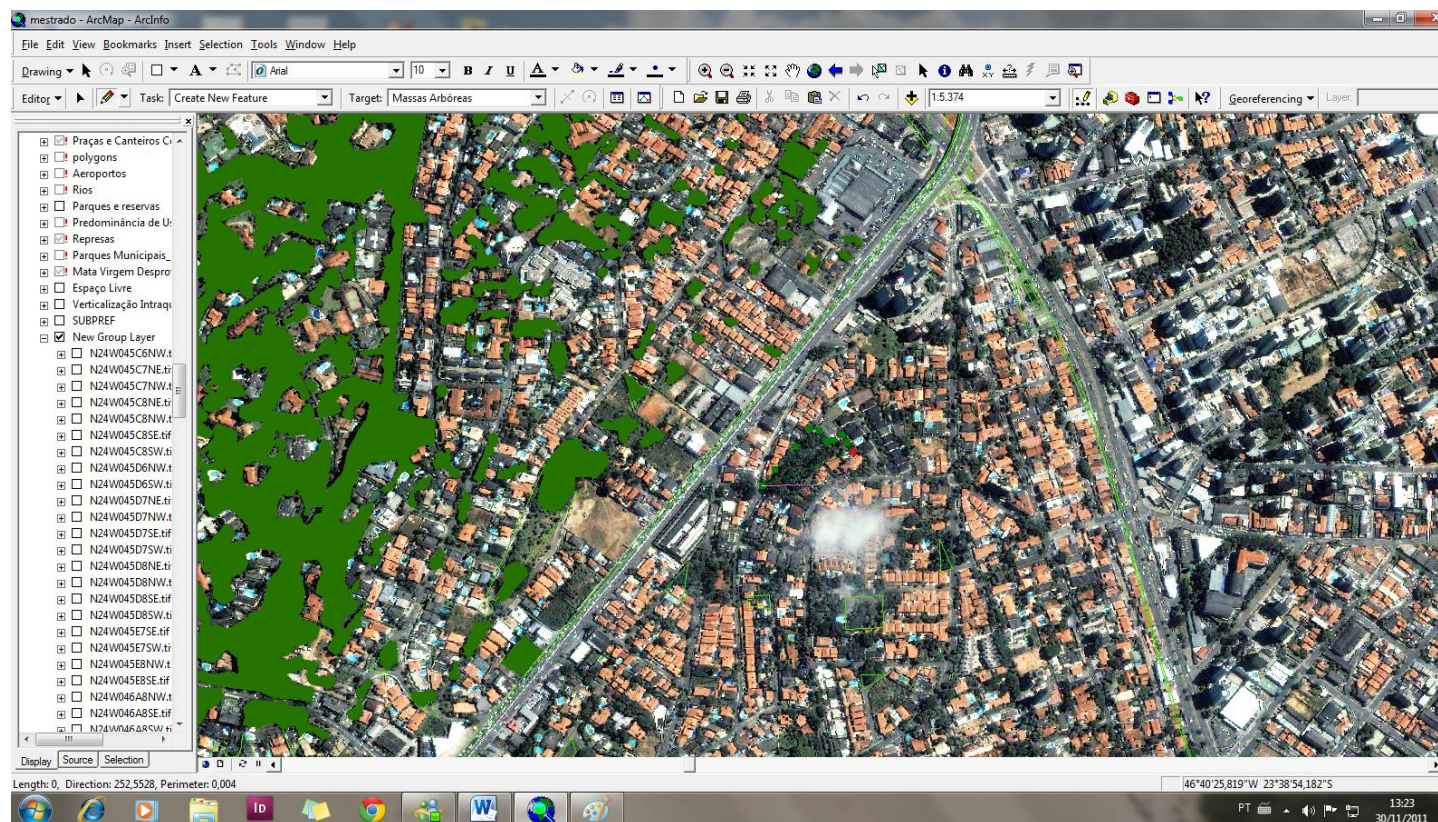 mestrado - ArcMap - ArcInfo
File Edit View Bookmarks Insert Selection Tools Window Help
Drawing A Arial 10 B I U A
Editor Task: Create New Feature Target: Massas Arbóreas 1:5.374 Georeferencing Layer:
Praças e Canteiros C
polygons
Aeroportos
Rios
Parques e reservas
Predominância de U
Represas
Parques Municipais_
Mata Virgem Despro
Espaço Livre
Verticalização Intraqu
SUBPREF
New Group Layer
N24W045C6NW.t
N24W045C7NE.tif
N24W045C7NW.t
N24W045C8NE.tif
N24W045C8NW.t
N24W045C8SE.tif
N24W045C8SW.ti
N24W045D6NW.t
N24W045D6SW.ti
N24W045D7NE.ti
N24W045D7NW.t
N24W045D7SE.tif
N24W045D7SW.ti
N24W045D8NE.ti
N24W045D8NW.t
N24W045D8SE.tif
N24W045D8SW.ti
N24W045E7SE.tif
N24W045E7SW.ti
N24W045E8NW.t
N24W045E8SE.tif
N24W046A8NW.t
N24W046A8SE.tif
N24W046A8SW.ti
Display Source Selection
Length: 0, Direction: 252,5528, Perimeter: 0,004 46°40'25,819"W 23°38'54,182"S
ID W PT 13:23
30/11/2011